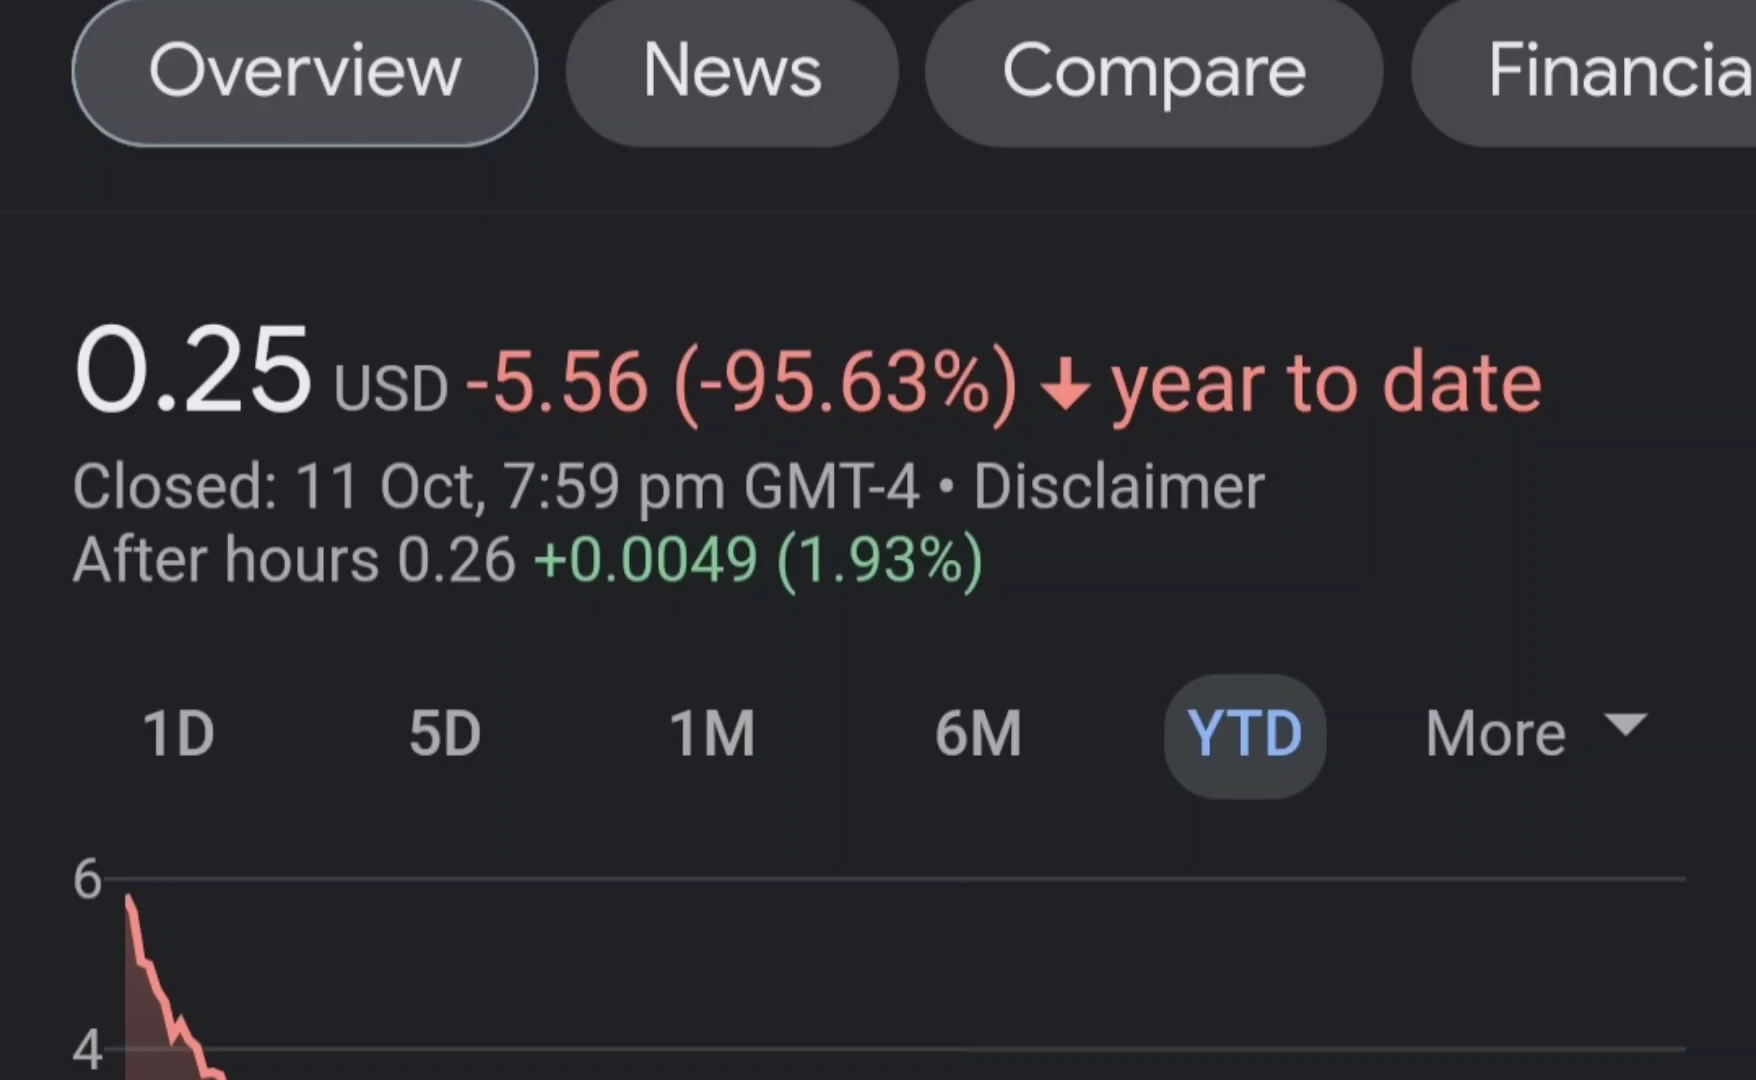 Overview News Compare Financia
0.25 USD -5.56 (-95.63%) ↓ year to date
Closed: 11 Oct, 7:59 pm GMT-4 • Disclaimer
After hours 0.26 +0.0049 (1.93%)
1D 5D 1M 6M YTD More
6
4